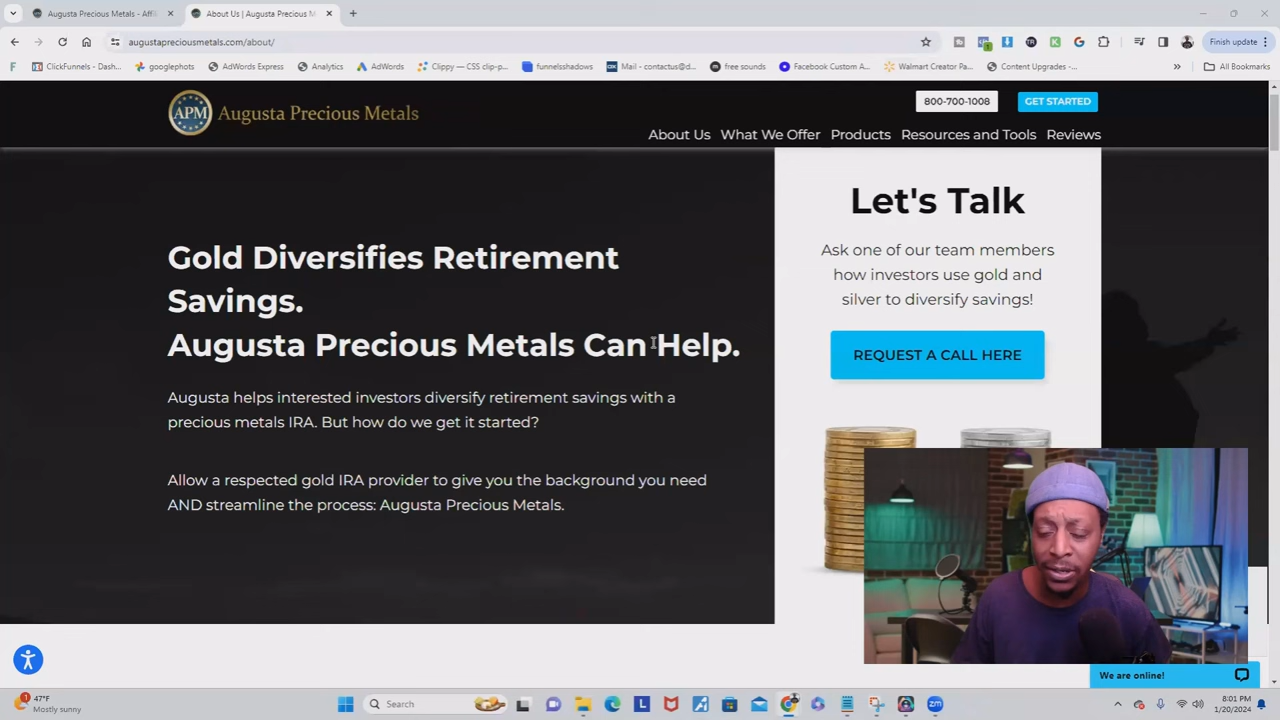 Augusta Precious Metals - Affi
About Us | Augusta Precious M
augustapreciousmetals.com/about/
Finish update
ClickFunnels - Dash...
googlephotos
AdWords Express
Analytics
AdWords
Clippy — CSS clip-p...
funnelsshadows
Mail - contactus@d...
free sounds
Facebook Custom A...
Walmart Creator Pa...
Content Upgrades -...
All Bookmarks
APM Augusta Precious Metals
800-700-1008
GET STARTED
About Us What We Offer Products Resources and Tools Reviews
Gold Diversifies Retirement
Savings.
Augusta Precious Metals Can Help.
Augusta helps interested investors diversify retirement savings with a
precious metals IRA. But how do we get it started?
Allow a respected gold IRA provider to give you the background you need
AND streamline the process: Augusta Precious Metals.
Let's Talk
Ask one of our team members
how investors use gold and
silver to diversify savings!
REQUEST A CALL HERE
We are online!
47°F
Mostly sunny
Search
8:01 PM
1/20/2024